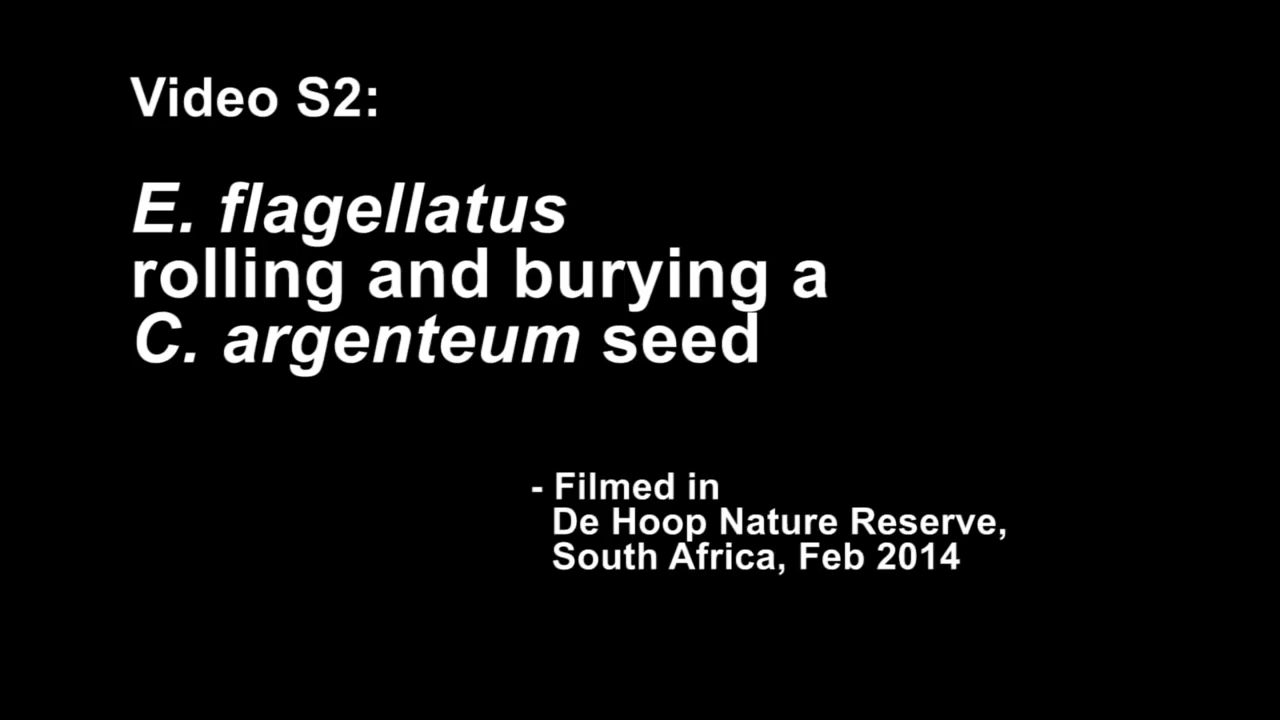 Video S2:
E. flagellatus
rolling and burying a
C. argenteum seed
- Filmed in
De Hoop Nature Reserve,
South Africa, Feb 2014